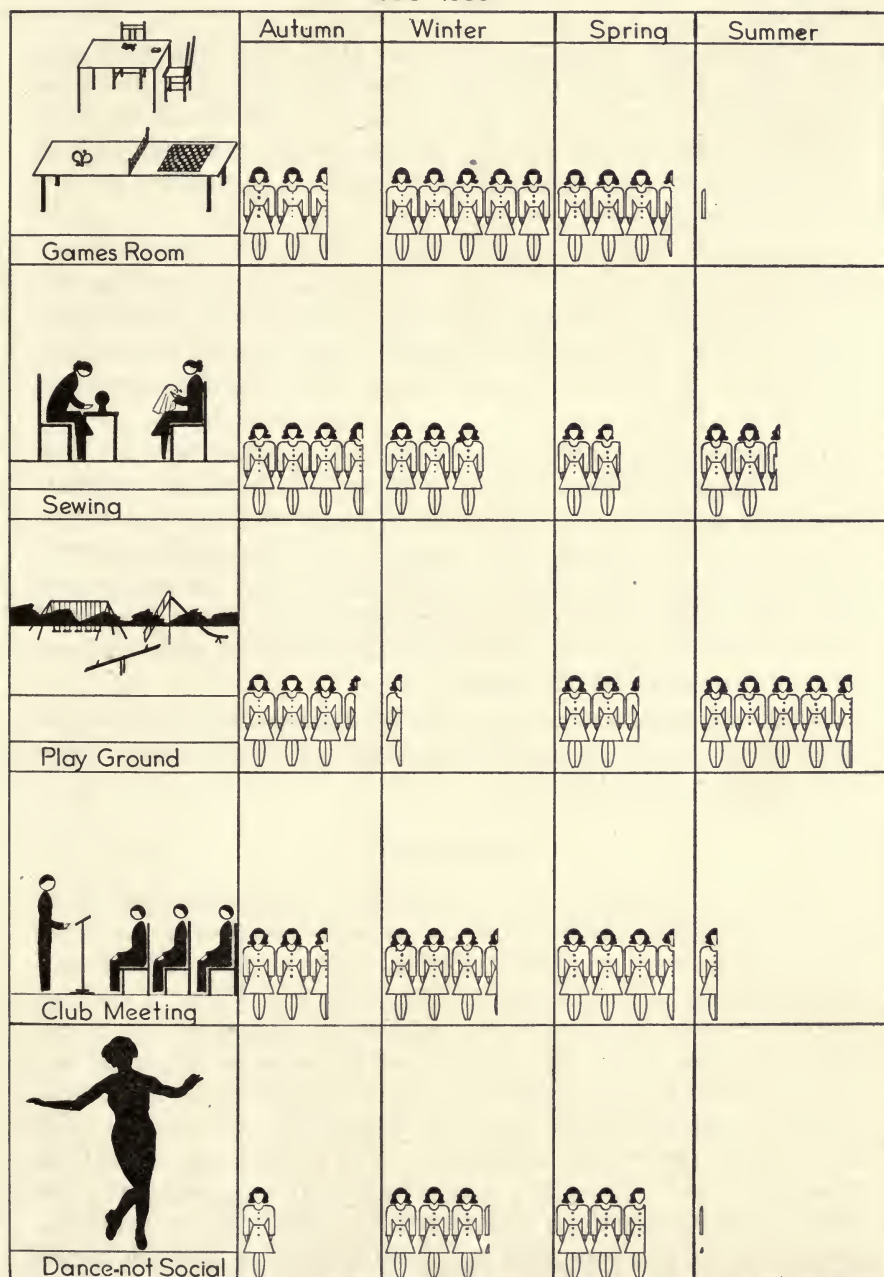 Autumn Winter Spring Summer
Games Room
Sewing
Play Ground
Club Meeting
Dance-not Social